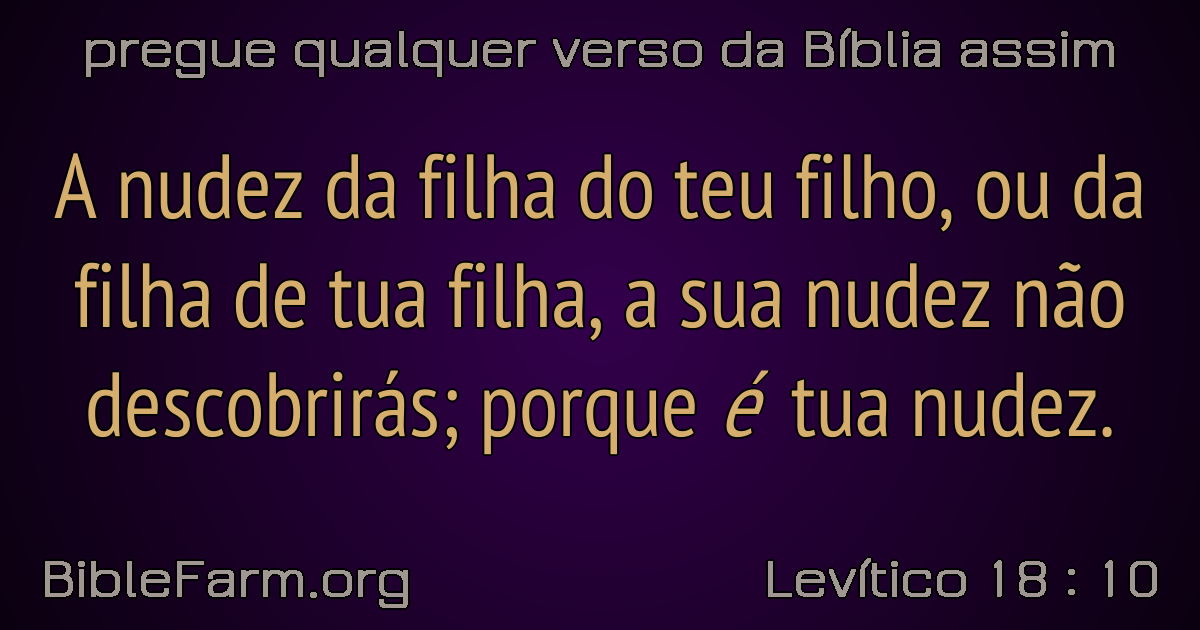 pregue qualquer verso da Bíblia assim
A nudez da filha do teu filho, ou da
filha de tua filha, a sua nudez não
descobrirás; porque é tua nudez.
BibleFarm.org
Levítico 18 : 10